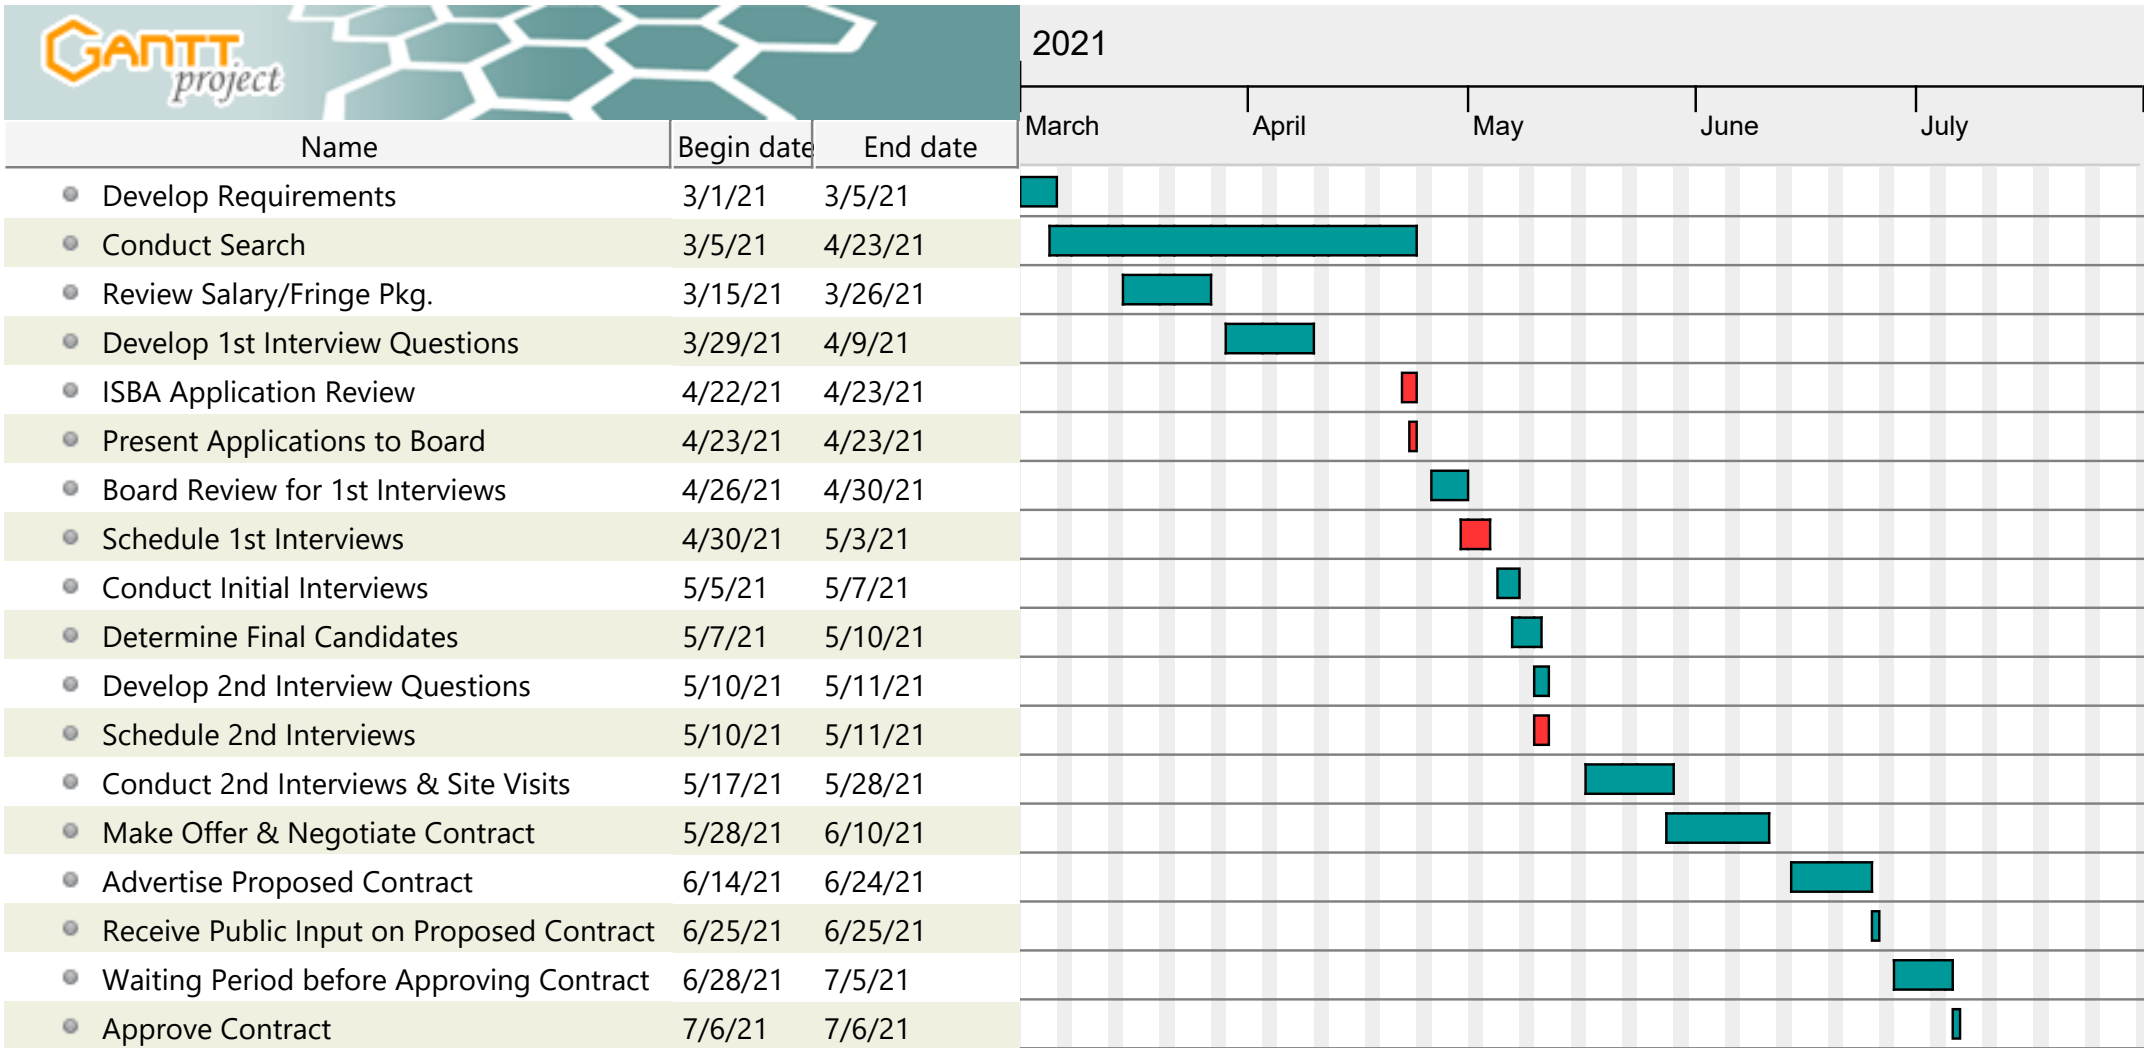 GANTT
project
2021
March April May June July
Name Begin date End date
Develop Requirements 3/1/21 3/5/21
Conduct Search 3/5/21 4/23/21
Review Salary/Fringe Pkg. 3/15/21 3/26/21
Develop 1st Interview Questions 3/29/21 4/9/21
ISBA Application Review 4/22/21 4/23/21
Present Applications to Board 4/23/21 4/23/21
Board Review for 1st Interviews 4/26/21 4/30/21
Schedule 1st Interviews 4/30/21 5/3/21
Conduct Initial Interviews 5/5/21 5/7/21
Determine Final Candidates 5/7/21 5/10/21
Develop 2nd Interview Questions 5/10/21 5/11/21
Schedule 2nd Interviews 5/10/21 5/11/21
Conduct 2nd Interviews & Site Visits 5/17/21 5/28/21
Make Offer & Negotiate Contract 5/28/21 6/10/21
Advertise Proposed Contract 6/14/21 6/24/21
Receive Public Input on Proposed Contract 6/25/21 6/25/21
Waiting Period before Approving Contract 6/28/21 7/5/21
Approve Contract 7/6/21 7/6/21